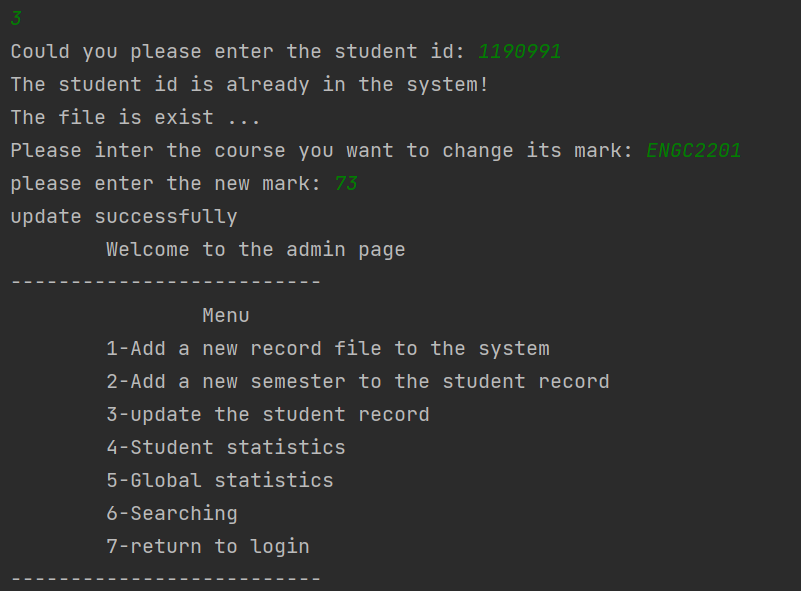 3
Could you please enter the student id: 1190991
The student id is already in the system!
The file is exist ...
Please inter the course you want to change its mark: ENGC2201
please enter the new mark: 73
update successfully
Welcome to the admin page
--------------------------
Menu
1-Add a new record file to the system
2-Add a new semester to the student record
3-update the student record
4-Student statistics
5-Global statistics
6-Searching
7-return to login
--------------------------